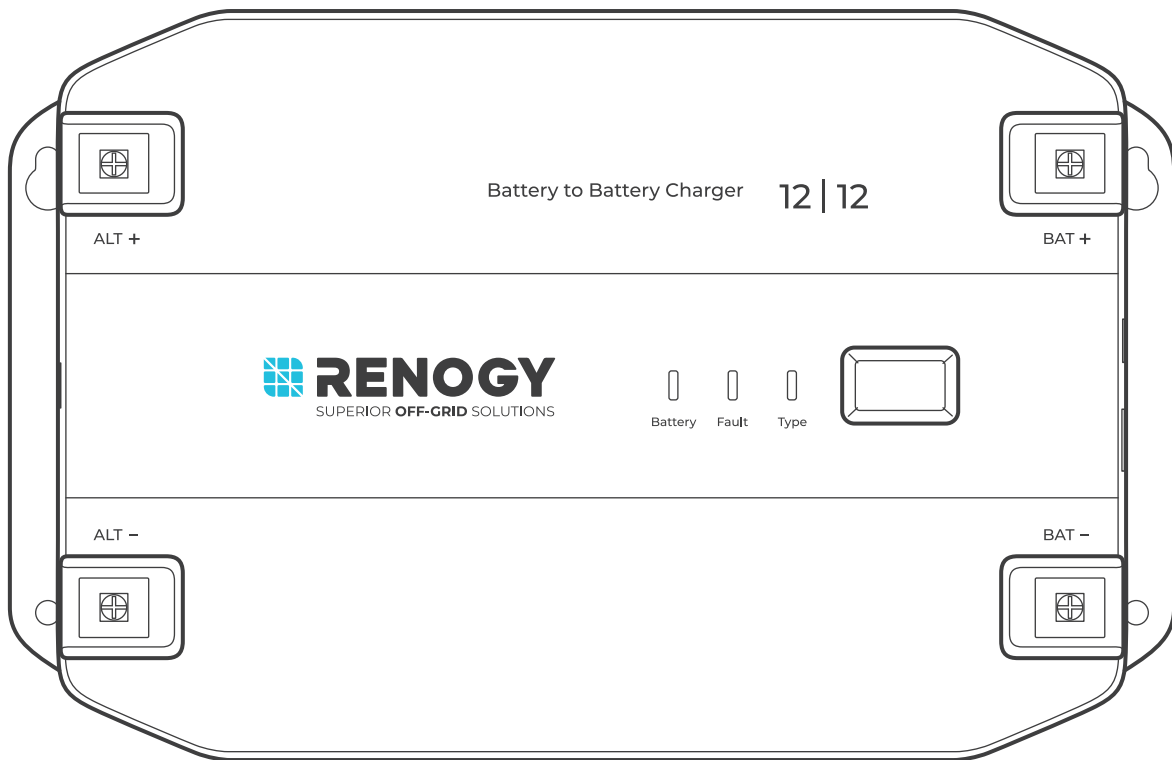 Battery to Battery Charger 12 | 12
ALT +
BAT +
RENOGY
SUPERIOR OFF-GRID SOLUTIONS
Battery Fault Type
ALT −
BAT −